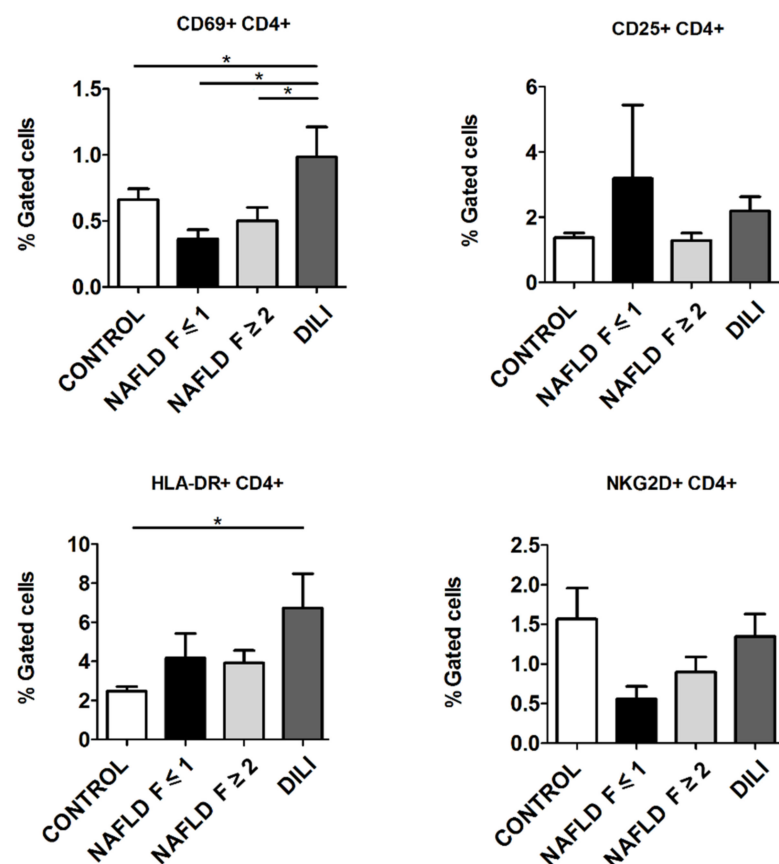 CD69+ CD4+
* 
* 
* 
% Gated cells
1.5
1.0
0.5
0.0
CONTROL
NAFLD F ≤ 1
NAFLD F ≥ 2
DILI
CD25+ CD4+
% Gated cells
6
4
2
0
CONTROL
NAFLD F ≤ 1
NAFLD F ≥ 2
DILI
HLA-DR+ CD4+
*
% Gated cells
10
8
6
4
2
0
CONTROL
NAFLD F ≤ 1
NAFLD F ≥ 2
DILI
NKG2D+ CD4+
% Gated cells
2.5
2.0
1.5
1.0
0.5
0.0
CONTROL
NAFLD F ≤ 1
NAFLD F ≥ 2
DILI